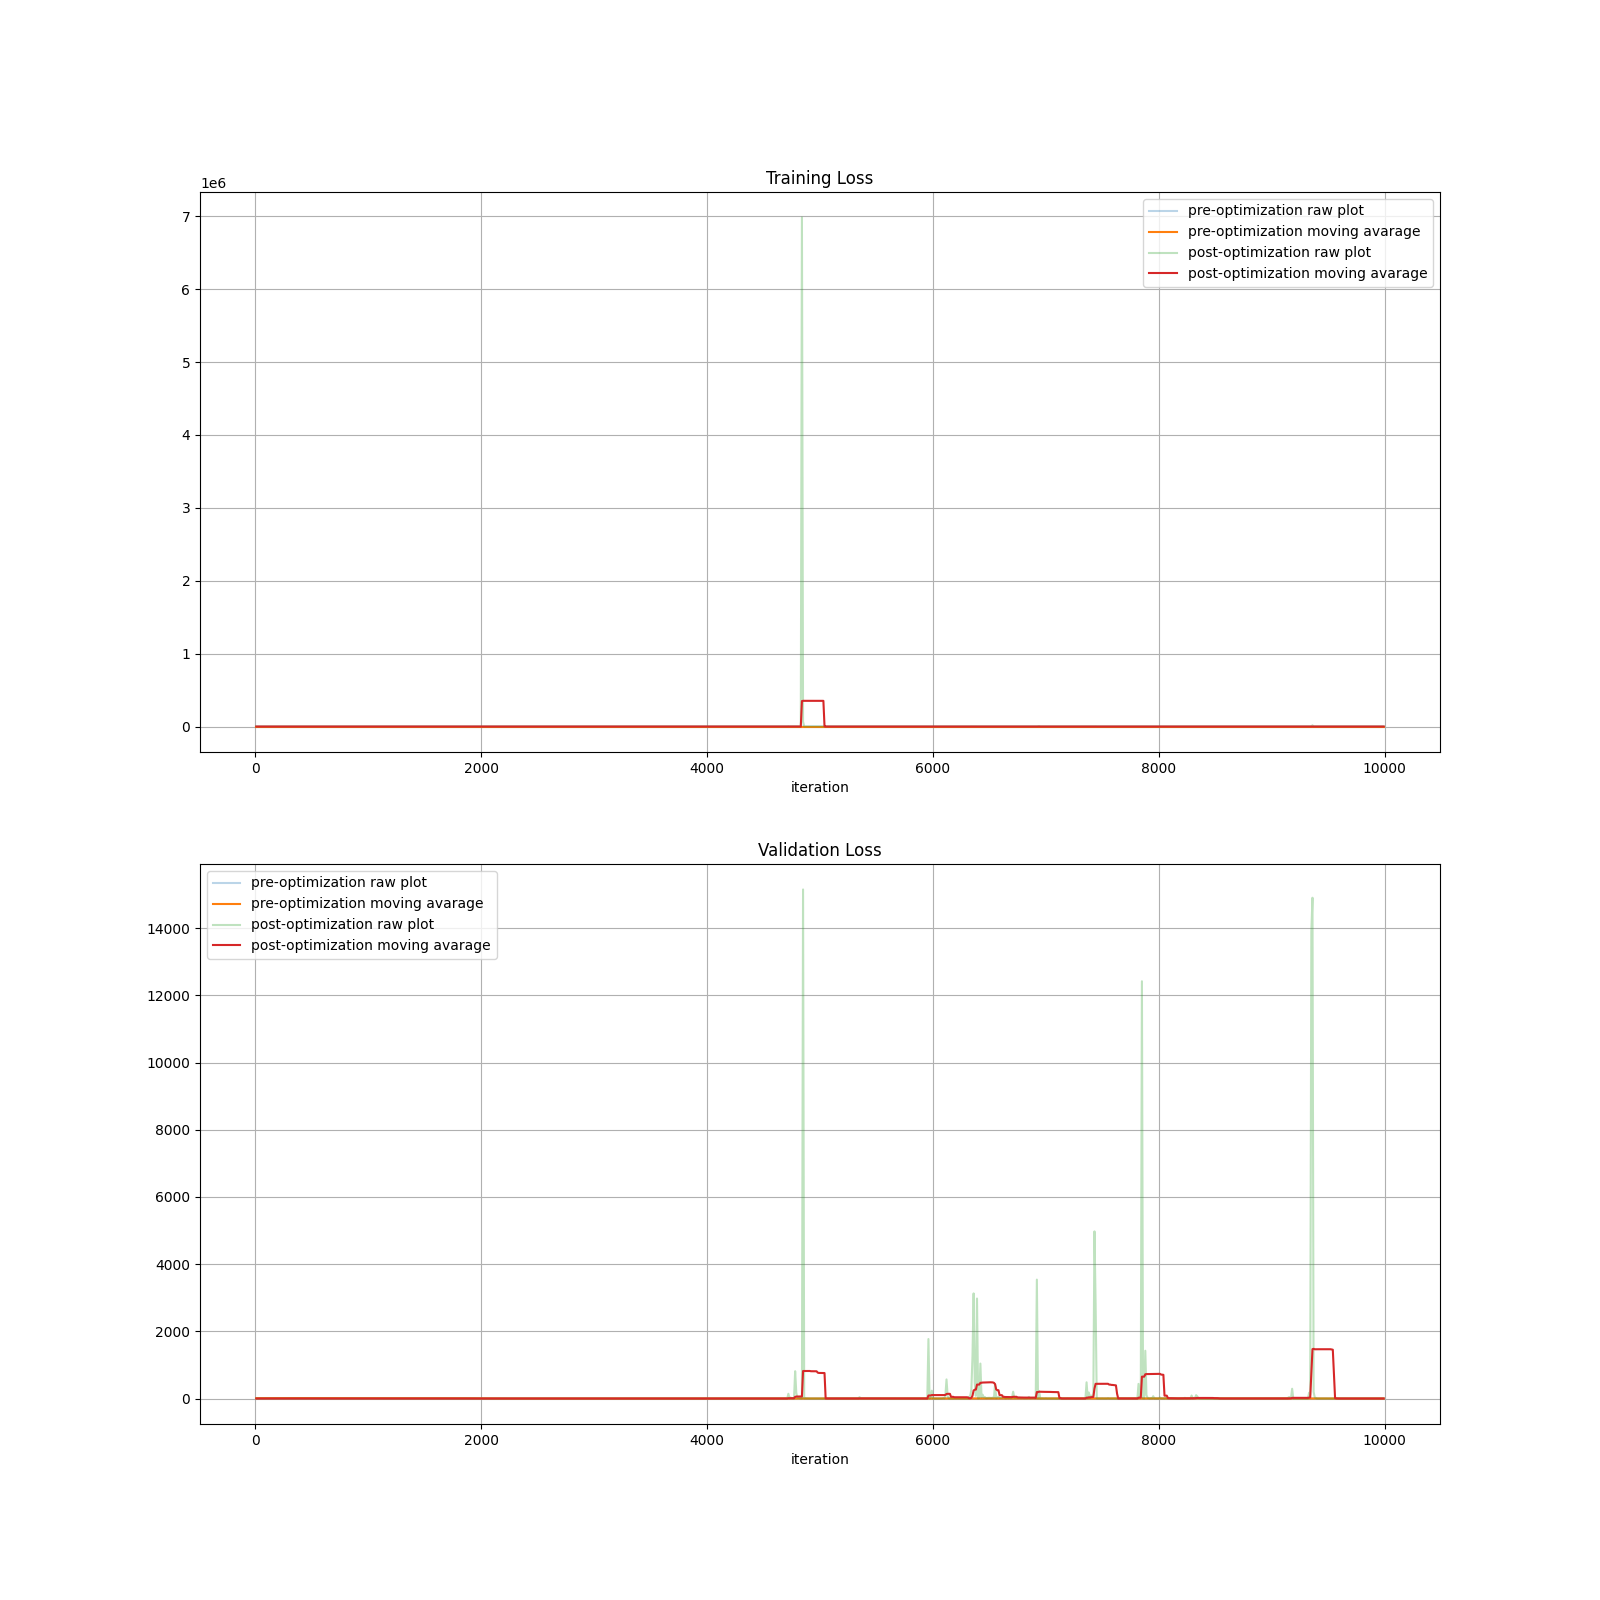 Training Loss
1e6
7
6
5
4
3
2
1
0
pre-optimization raw plot
pre-optimization moving avarage
post-optimization raw plot
post-optimization moving avarage
0 2000 4000 6000 8000 10000
iteration
Validation Loss
pre-optimization raw plot
pre-optimization moving avarage
post-optimization raw plot
post-optimization moving avarage
14000
12000
10000
8000
6000
4000
2000
0
0 2000 4000 6000 8000 10000
iteration